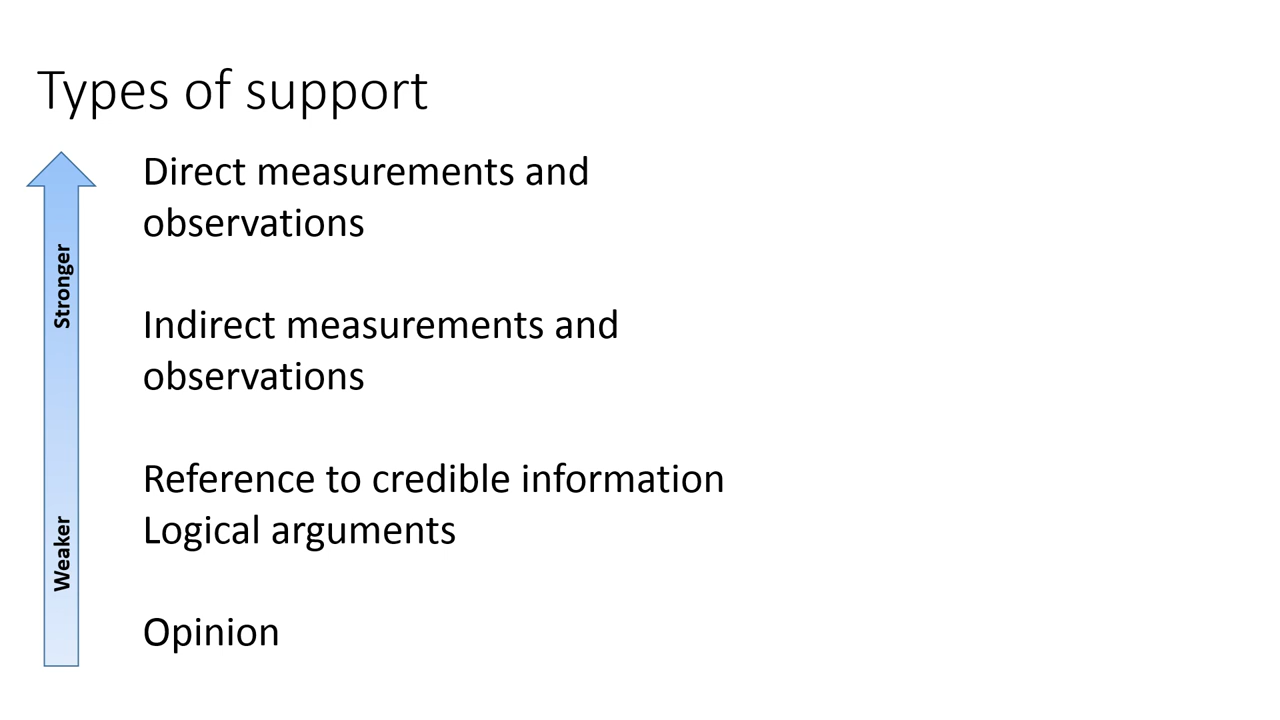 Types of support
Stronger
Weaker
Direct measurements and
observations
Indirect measurements and
observations
Reference to credible information
Logical arguments
Opinion